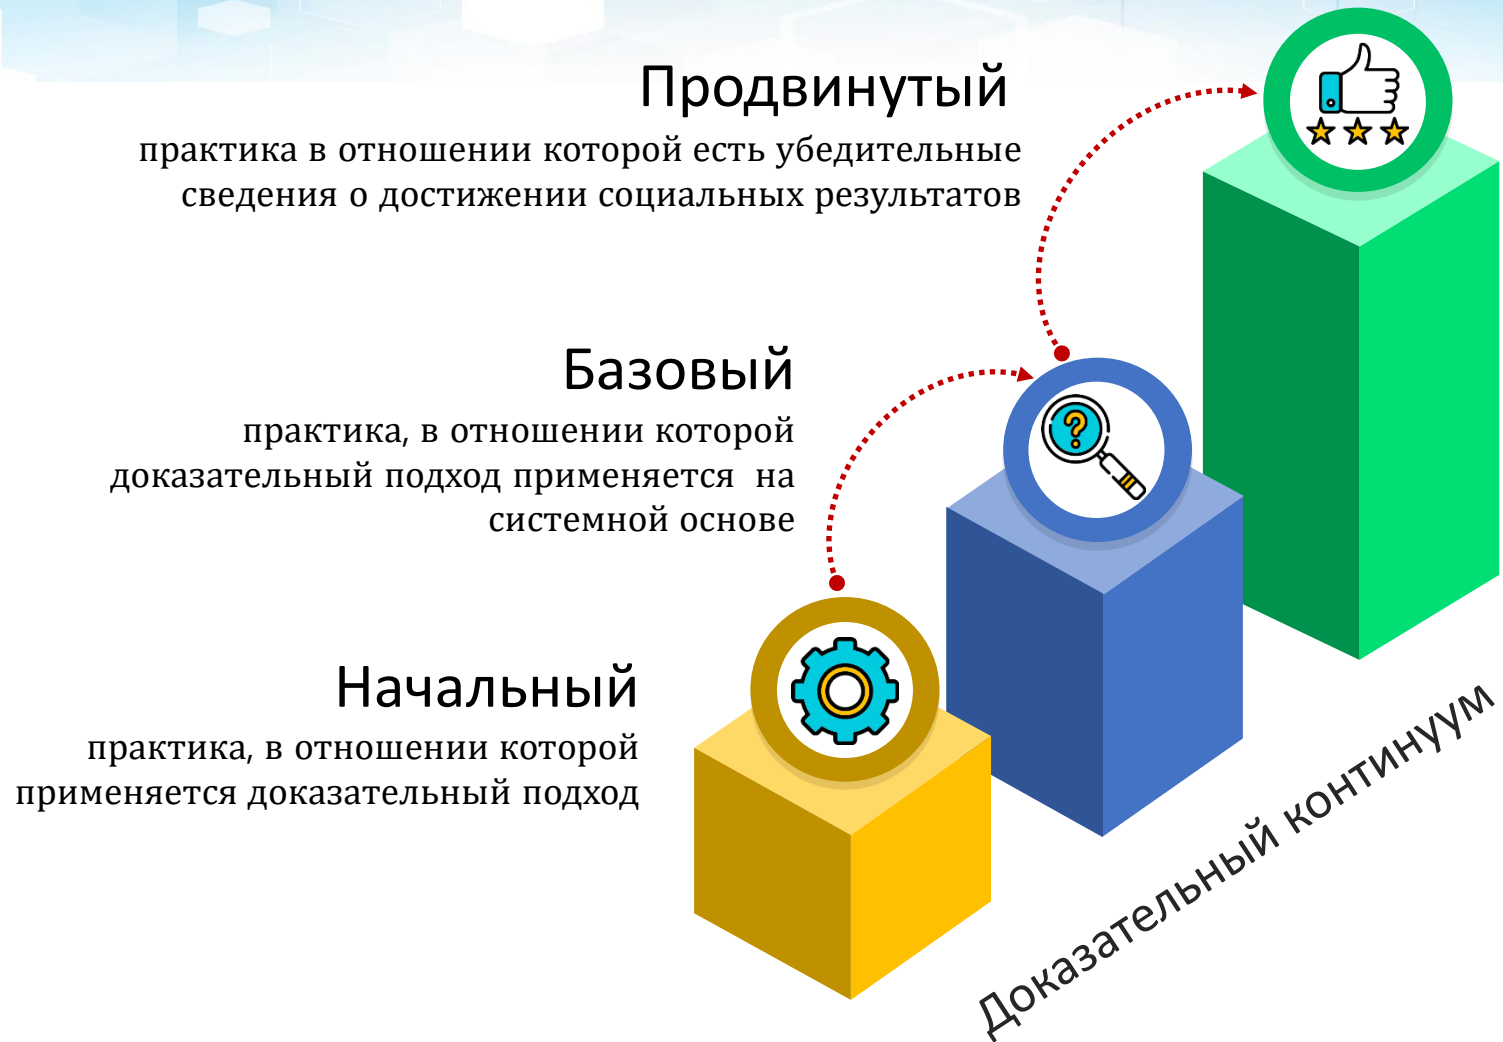 Продвинутый
практика в отношении которой есть убедительные
сведения о достижении социальных результатов
Базовый
практика, в отношении которой
доказательный подход применяется  на
системной основе
Начальный
практика, в отношении которой
применяется доказательный подход
Доказательный континуум
?